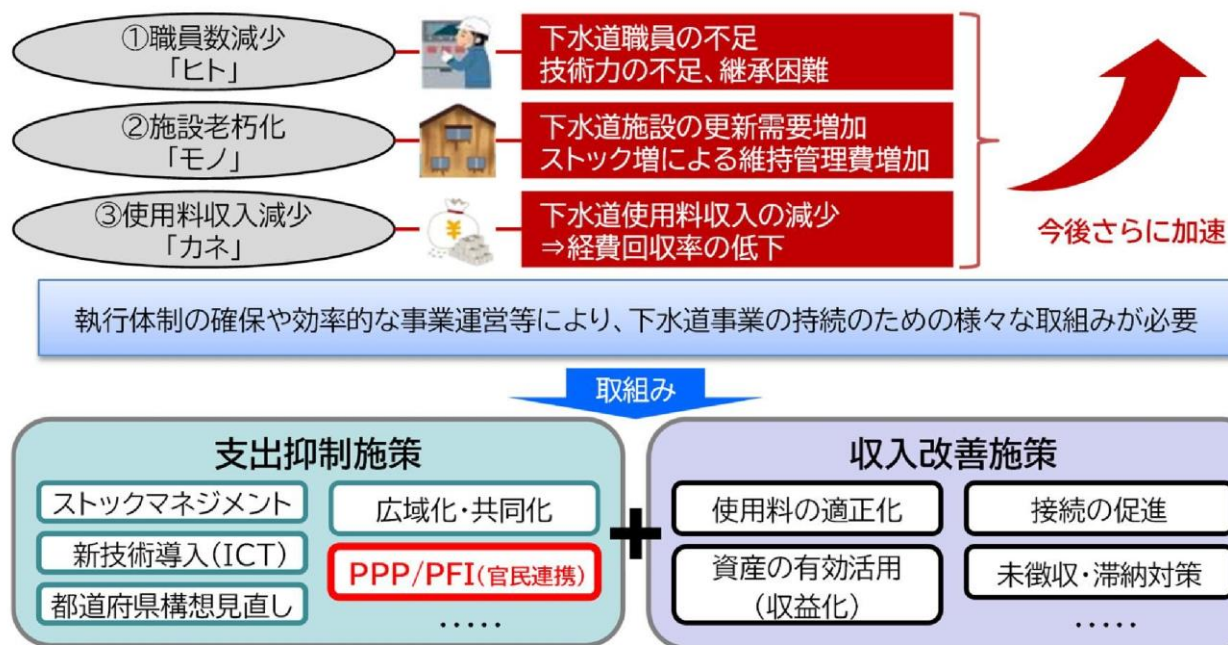 ①職員数減少
「ヒト」
下水道職員の不足
技術力の不足、継承困難
②施設老朽化
「モノ」
下水道施設の更新需要増加
ストック増による維持管理費増加
③使用料収入減少
「カネ」
¥
下水道使用料収入の減少
⇒経費回収率の低下
今後さらに加速
執行体制の確保や効率的な事業運営等により、下水道事業の持続のための様々な取組みが必要
取組み
支出抑制施策
ストックマネジメント
新技術導入(ICT)
都道府県構想見直し
広域化・共同化
PPP/PFI(官民連携)
・・・・・
+
収入改善施策
使用料の適正化
資産の有効活用
(収益化)
接続の促進
未徴収・滞納対策
・・・・・